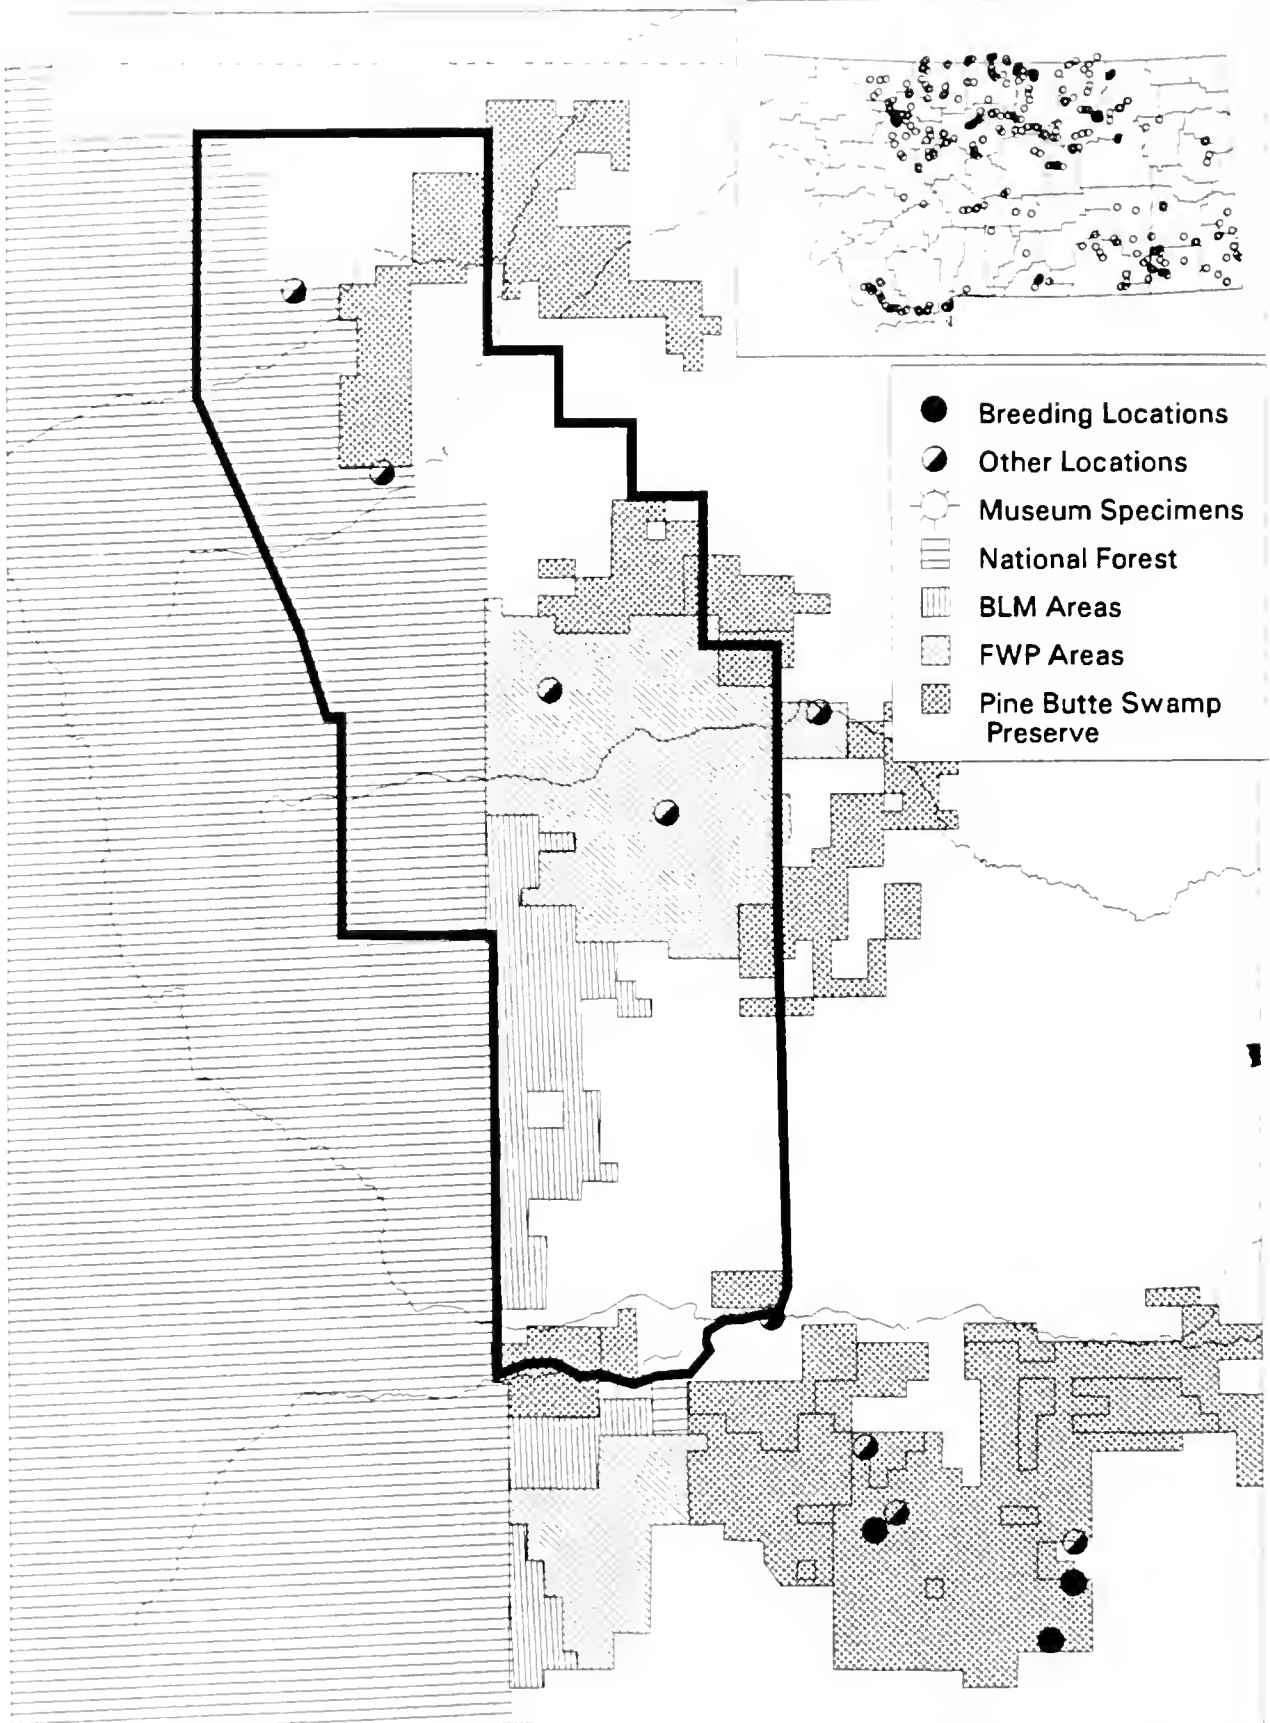 Breeding Locations
Other Locations
Museum Specimens
National Forest
BLM Areas
FWP Areas
Pine Butte Swamp
Preserve